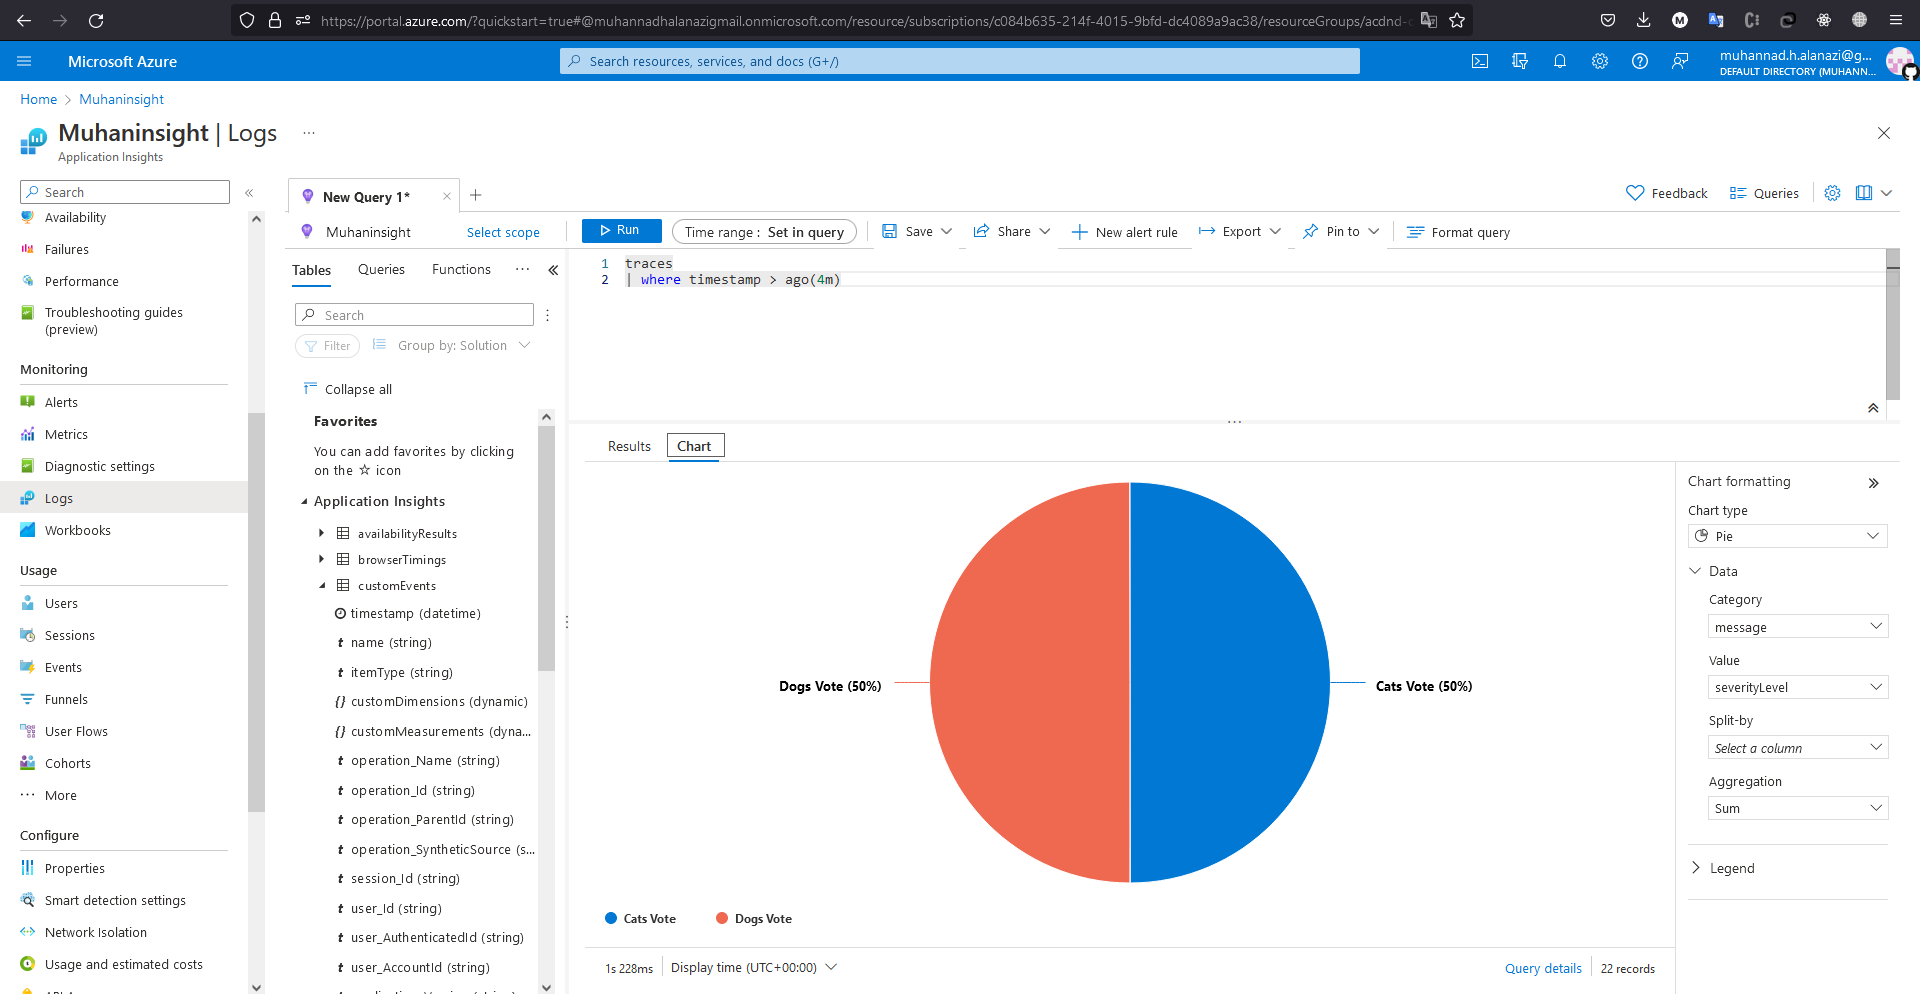 https://portal.azure.com/?quickstart=true#@muhannadhalanazigmail.onmicrosoft.com/resource/subscriptions/c084b635-214f-4015-9bfd-dc4089a9ac38/resourceGroups/acdnd-c
Microsoft Azure
Search resources, services, and docs (G+/)
muhannad.h.alanazi@g...
DEFAULT DIRECTORY (MUHANN...
Home > Muhaninsight
Muhaninsight | Logs ...
Application Insights
Search
Availability
Failures
Performance
Troubleshooting guides
(preview)
Monitoring
Alerts
Metrics
Diagnostic settings
Logs
Workbooks
Usage
Users
Sessions
Events
Funnels
User Flows
Cohorts
More
Configure
Properties
Smart detection settings
Network Isolation
Usage and estimated costs
New Query 1*
Feedback
Queries
Muhaninsight
Select scope
Run
Time range : Set in query
Save
Share
New alert rule
Export
Pin to
Format query
Tables
Queries
Functions
Search
Filter
Group by: Solution
Collapse all
Favorites
You can add favorites by clicking
on the ☆ icon
Application Insights
availabilityResults
browserTimings
customEvents
timestamp (datetime)
t name (string)
t itemType (string)
{} customDimensions (dynamic)
{} customMeasurements (dyna...
t operation_Name (string)
t operation_Id (string)
t operation_ParentId (string)
t operation_SyntheticSource (s...
t session_Id (string)
t user_Id (string)
t user_AuthenticatedId (string)
t user_AccountId (string)
1 traces
2 | where timestamp > ago(4m)
Results
Chart
Dogs Vote (50%)
Cats Vote (50%)
Cats Vote
Dogs Vote
1s 228ms
Display time (UTC+00:00)
Query details
22 records
Chart formatting
Chart type
Pie
Data
Category
message
Value
severityLevel
Split-by
Select a column
Aggregation
Sum
Legend